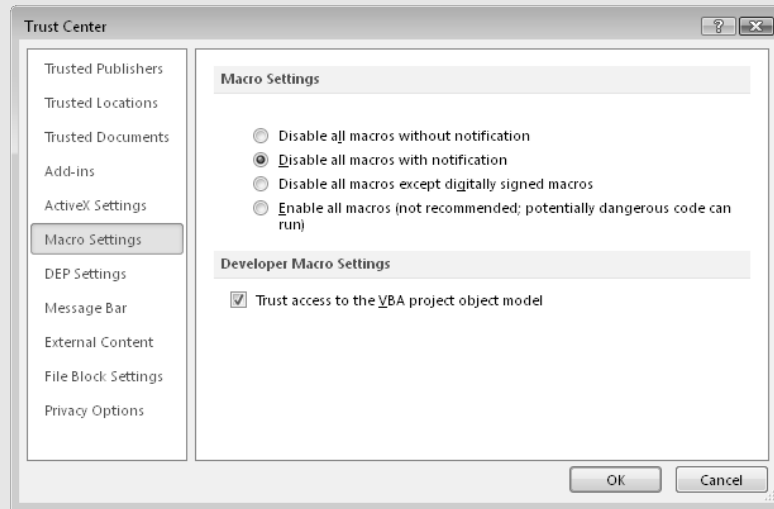 Trust Center
Trusted Publishers
Trusted Locations
Trusted Documents
Add-ins
ActiveX Settings
Macro Settings
DEP Settings
Message Bar
External Content
File Block Settings
Privacy Options
Macro Settings
Disable all macros without notification
Disable all macros with notification
Disable all macros except digitally signed macros
Enable all macros (not recommended; potentially dangerous code can
run)
Developer Macro Settings
Trust access to the VBA project object model
OK
Cancel